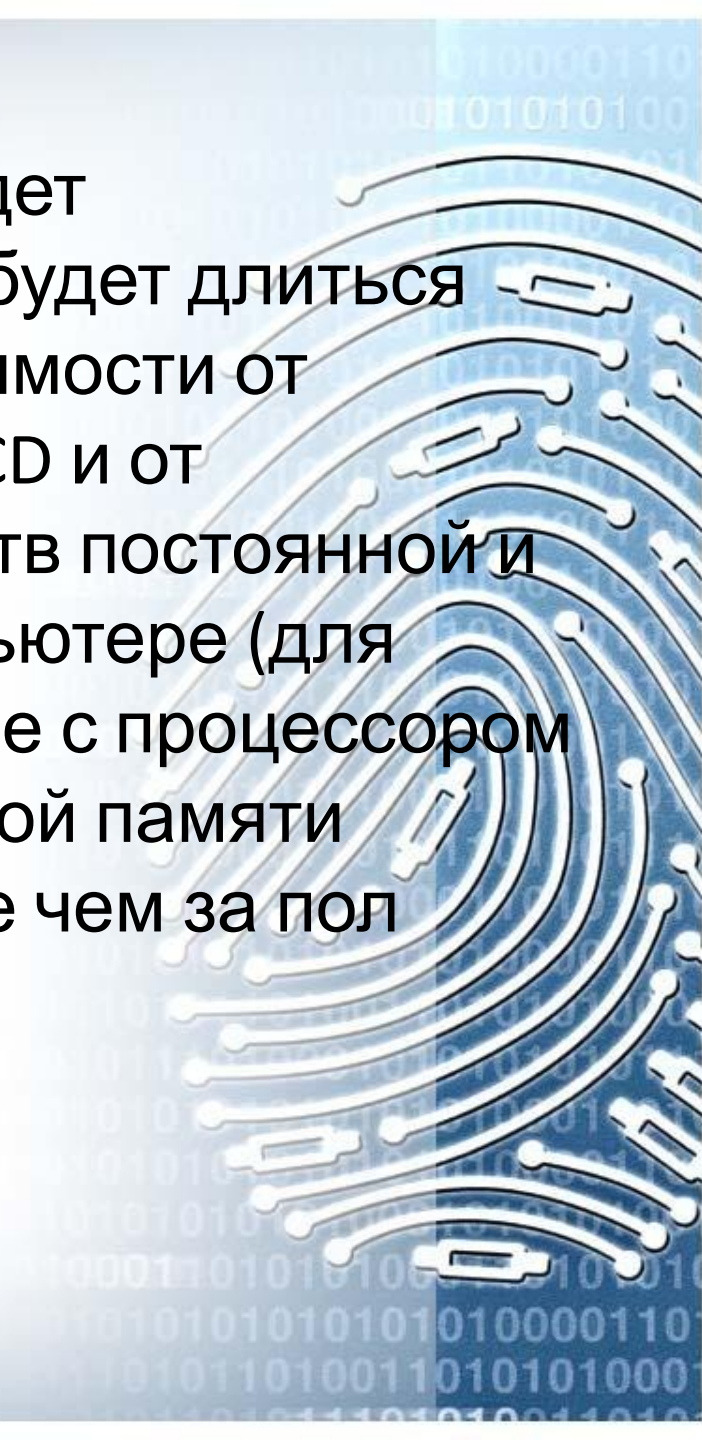 дет
будет длиться
имости от
CD и от
тв постоянной и
ьютере (для
е с процессором
ой памяти
е чем за пол